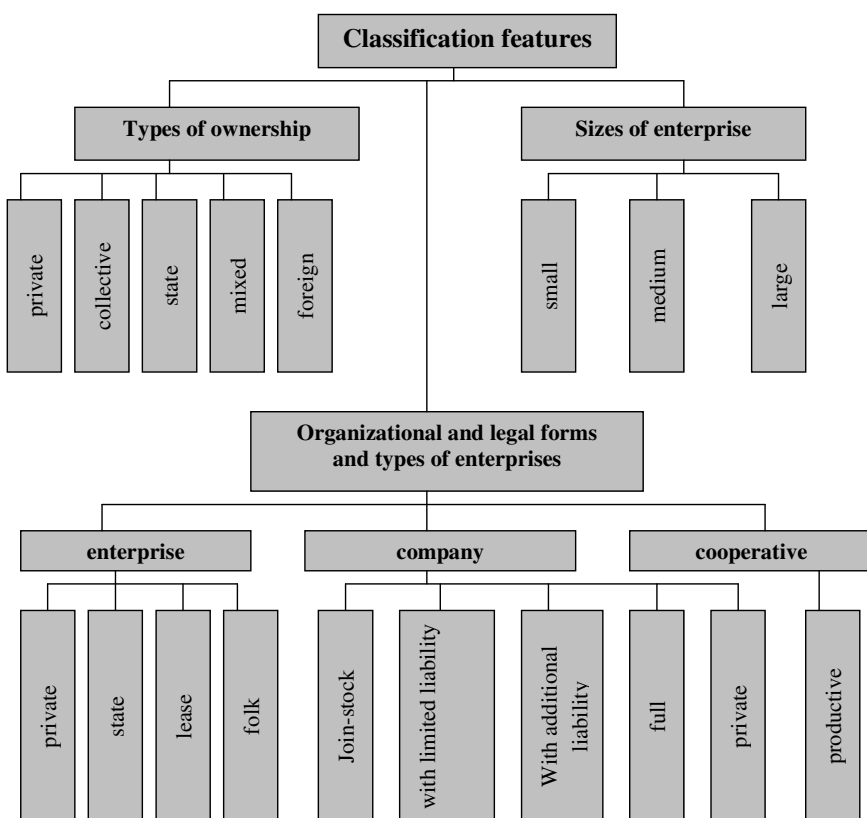 Classification features
Types of ownership
Sizes of enterprise
private
collective
state
mixed
foreign
small
medium
large
Organizational and legal forms
and types of enterprises
enterprise
company
cooperative
private
state
lease
folk
Join-stock
with limited liability
With additional
liability
full
private
productive